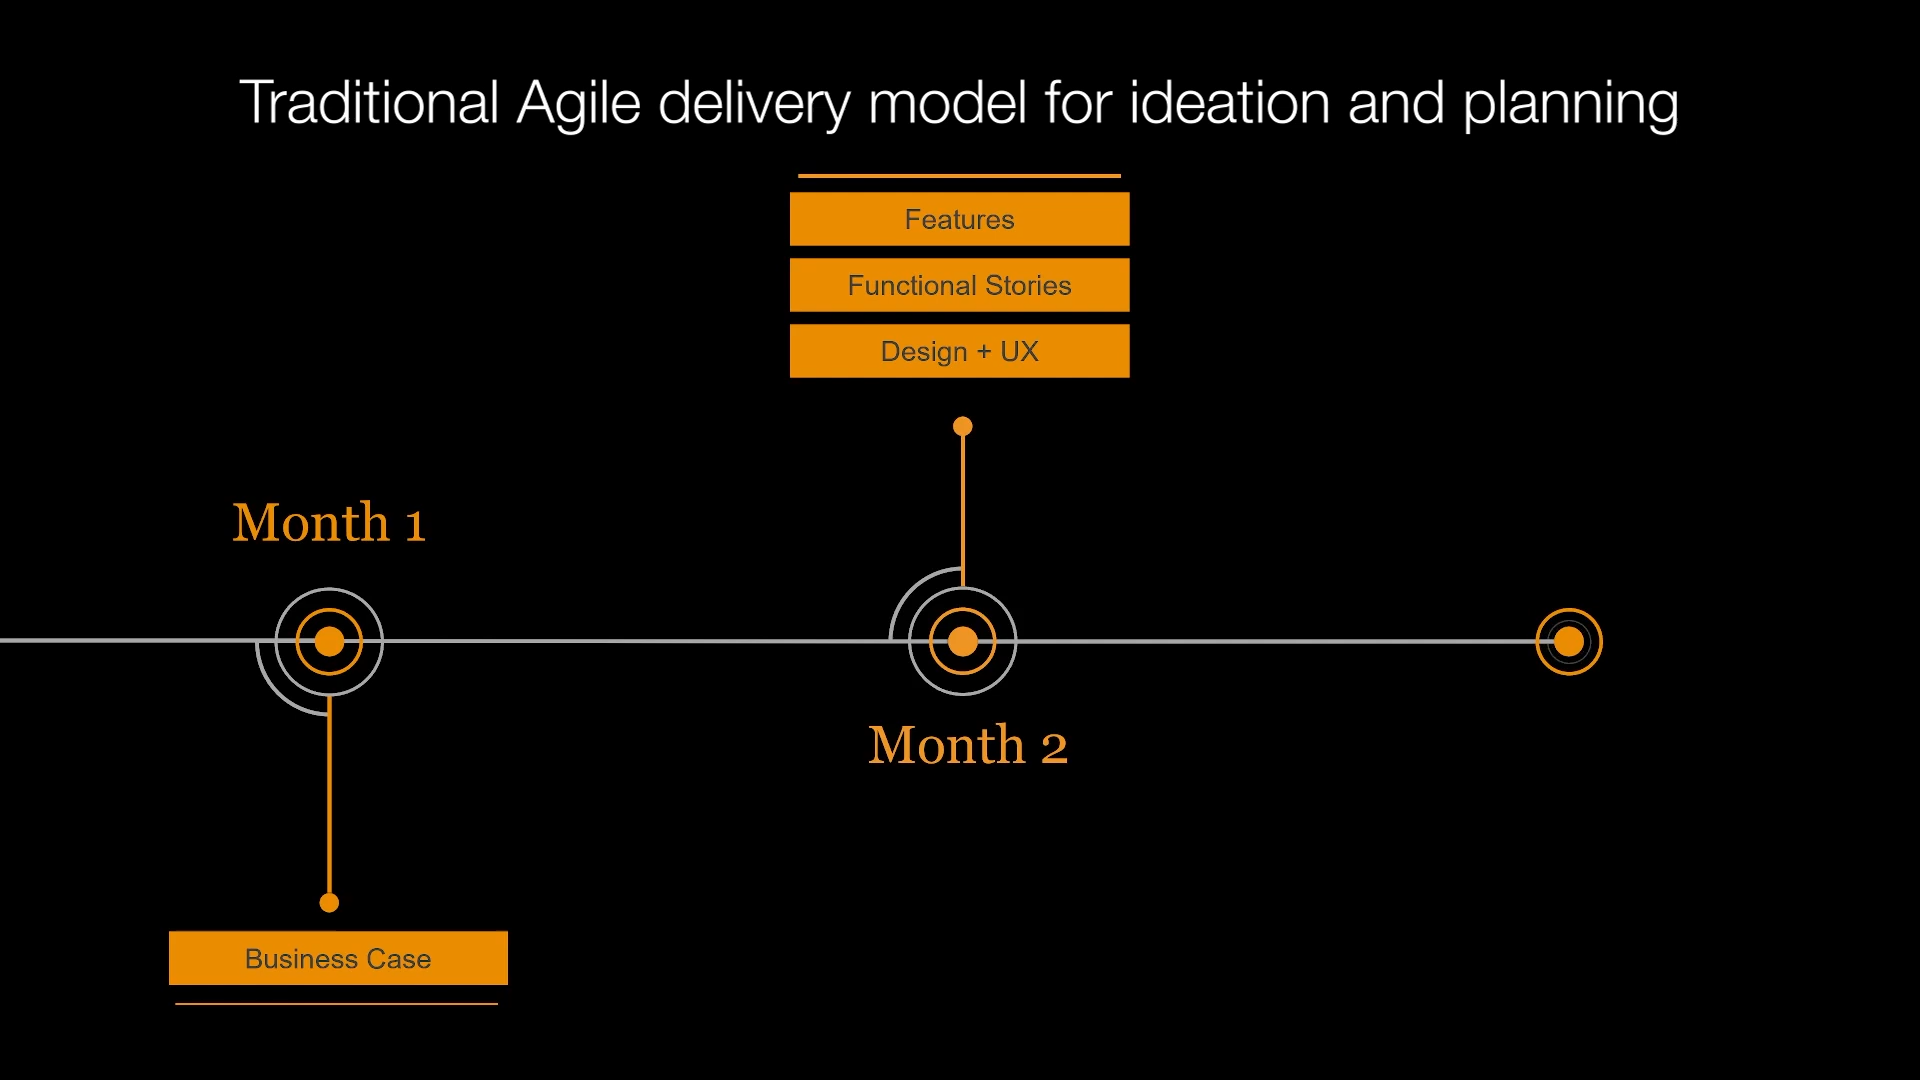 Traditional Agile delivery model for ideation and planning
Features
Functional Stories
Design + UX
Month 1
Month 2
Business Case